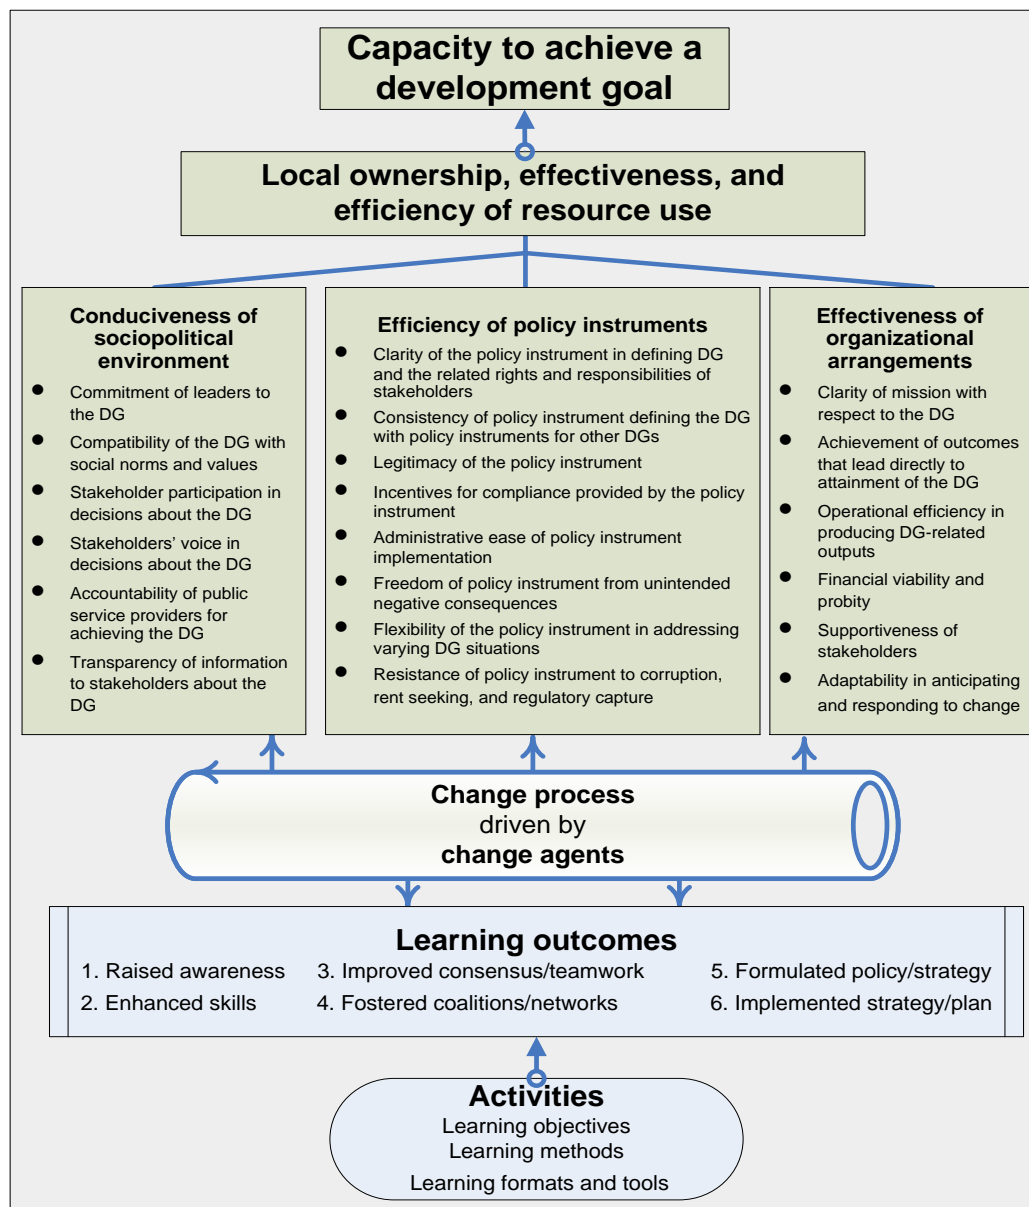 Capacity to achieve a
development goal
Local ownership, effectiveness, and
efficiency of resource use
Conduciveness of
sociopolitical
environment
● Commitment of leaders to
the DG
● Compatibility of the DG with
social norms and values
● Stakeholder participation in
decisions about the DG
● Stakeholders’ voice in
decisions about the DG
● Accountability of public
service providers for
achieving the DG
● Transparency of information
to stakeholders about the
DG
Efficiency of policy instruments
● Clarity of the policy instrument in defining DG
and the related rights and responsibilities of
stakeholders
● Consistency of policy instrument defining the DG
with policy instruments for other DGs
● Legitimacy of the policy instrument
● Incentives for compliance provided by the policy
instrument
● Administrative ease of policy instrument
implementation
● Freedom of policy instrument from unintended
negative consequences
● Flexibility of the policy instrument in addressing
varying DG situations
● Resistance of policy instrument to corruption,
rent seeking, and regulatory capture
Effectiveness of
organizational
arrangements
● Clarity of mission with
respect to the DG
● Achievement of outcomes
that lead directly to
attainment of the DG
● Operational efficiency in
producing DG-related
outputs
● Financial viability and
probity
● Supportiveness of
stakeholders
● Adaptability in anticipating
and responding to change
Change process
driven by
change agents
Learning outcomes
1. Raised awareness
2. Enhanced skills
3. Improved consensus/teamwork
4. Fostered coalitions/networks
5. Formulated policy/strategy
6. Implemented strategy/plan
Activities
Learning objectives
Learning methods
Learning formats and tools